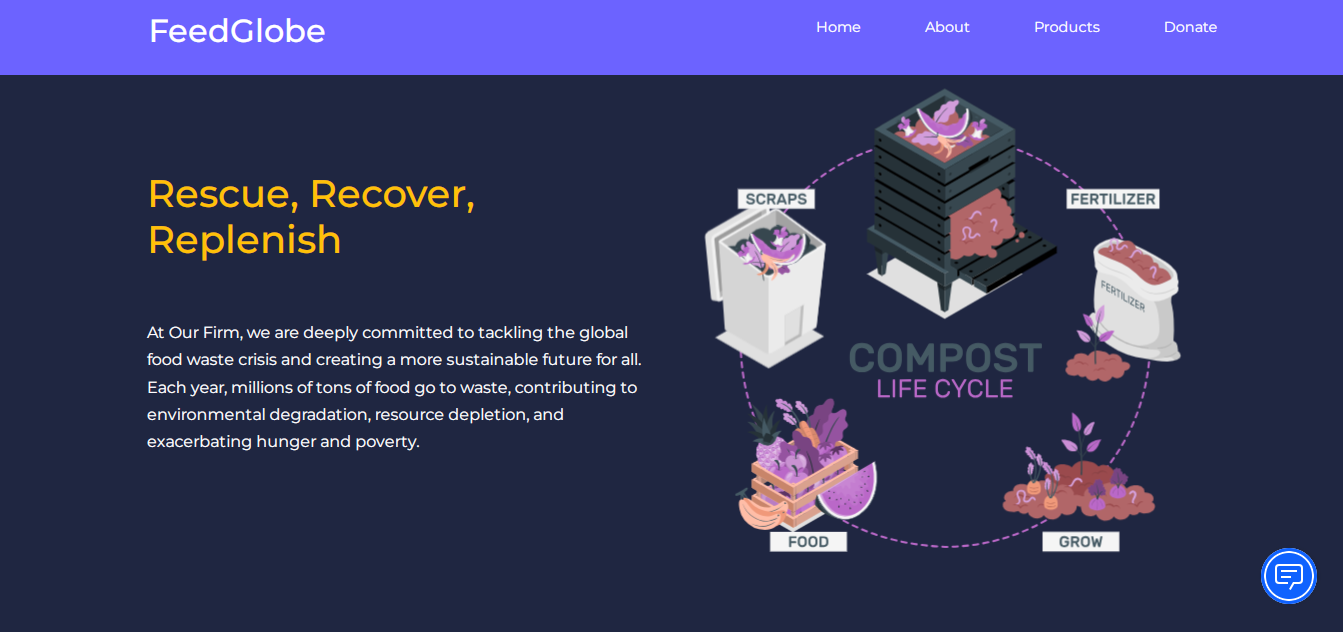 FeedGlobe
Home
About
Products
Donate
Rescue, Recover,
Replenish
At Our Firm, we are deeply committed to tackling the global
food waste crisis and creating a more sustainable future for all.
Each year, millions of tons of food go to waste, contributing to
environmental degradation, resource depletion, and
exacerbating hunger and poverty.
SCRAPS
FERTILIZER
FERTILIZER
COMPOST
LIFE CYCLE
FOOD
GROW